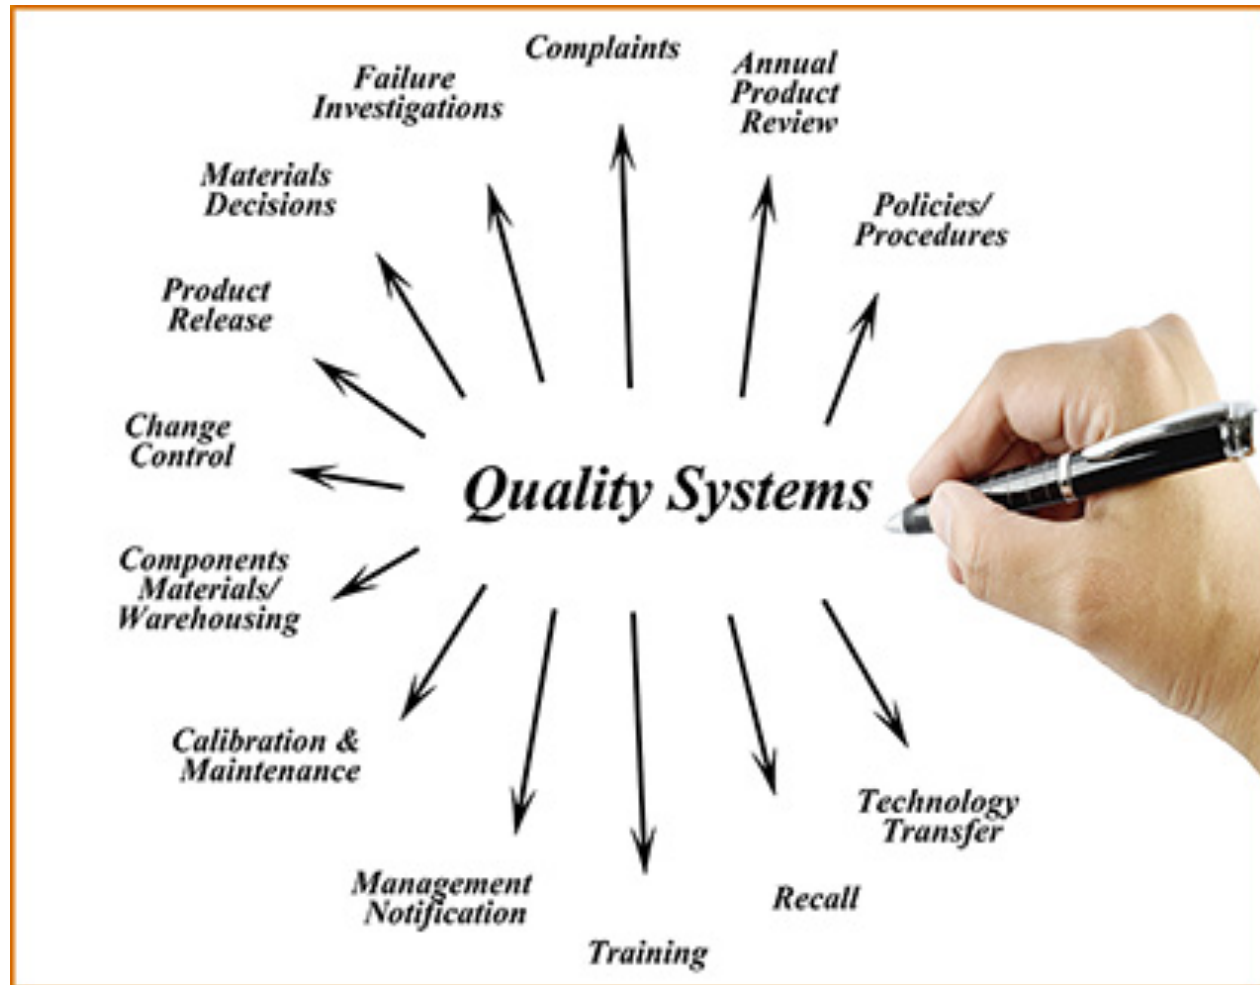 Complaints
Annual
Product
Review
Policies/
Procedures
Failure
Investigations
Materials
Decisions
Product
Release
Change
Control
Quality Systems
Components
Materials/
Warehousing
Calibration &
Maintenance
Management
Notification
Training
Recall
Technology
Transfer